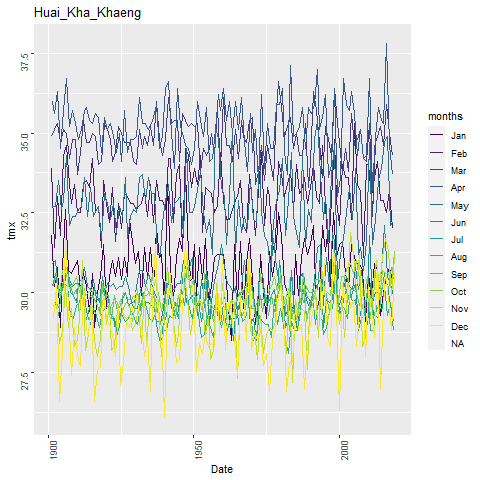 Huai_Kha_Khaeng
37.5
35.0
32.5
30.0
27.5
tmx
1900
1950
2000
Date
months
Jan
Feb
Mar
Apr
May
Jun
Jul
Aug
Sep
Oct
Nov
Dec
NA